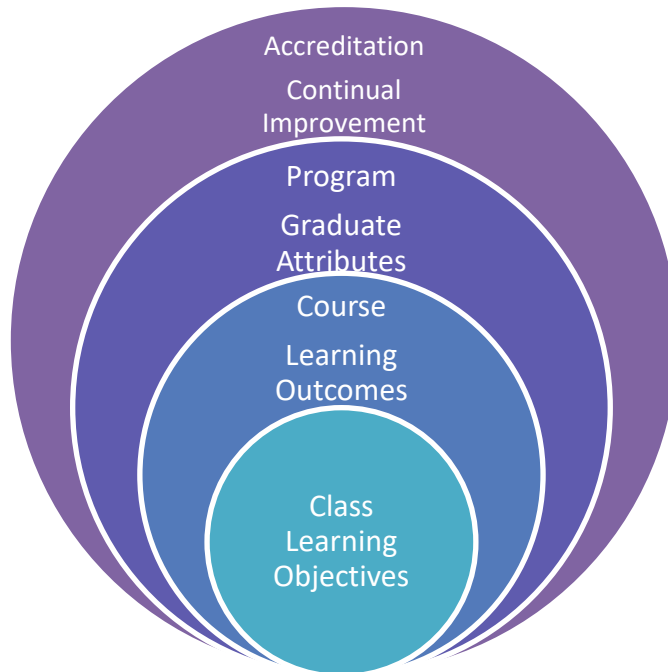 Accreditation
Continual
Improvement
Program
Graduate
Attributes
Course
Learning
Outcomes
Class
Learning
Objectives